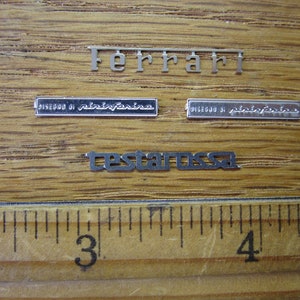 Ferrari
DISEGNO DI pininfarina DISEGNO DI pininfarina
testarossa
3 4